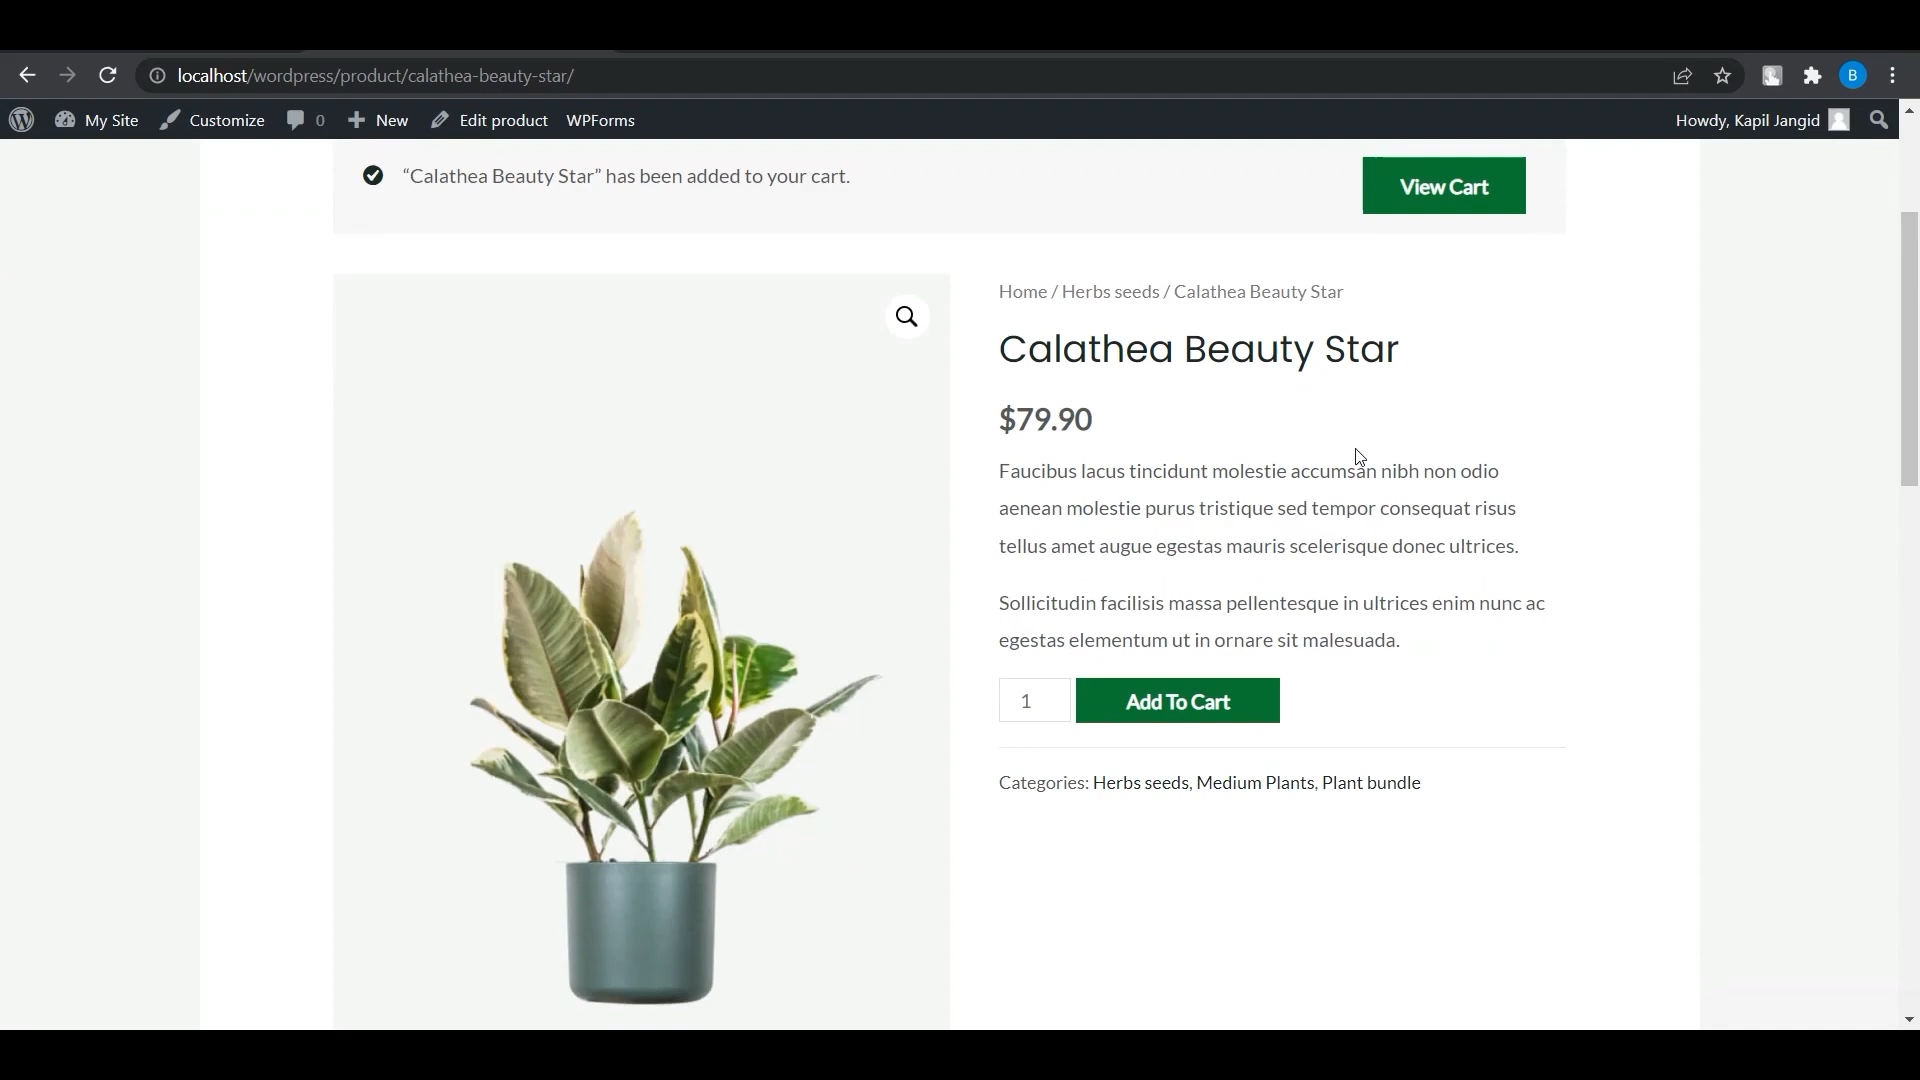 localhost/wordpress/product/calathea-beauty-star/
B
My Site Customize 0 New Edit product WPForms Howdy, Kapil Jangid
“Calathea Beauty Star” has been added to your cart.
View Cart
Home / Herbs seeds / Calathea Beauty Star
Calathea Beauty Star
$79.90
Faucibus lacus tincidunt molestie accumsan nibh non odio
aenean molestie purus tristique sed tempor consequat risus
tellus amet augue egestas mauris scelerisque donec ultrices.
Sollicitudin facilisis massa pellentesque in ultrices enim nunc ac
egestas elementum ut in ornare sit malesuada.
1 Add To Cart
Categories: Herbs seeds, Medium Plants, Plant bundle